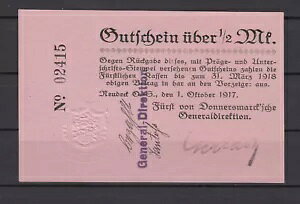 Gutschein über 1/2 Mk.
Gegen Rückgabe dieses, mit Präge- und Unter-
schrifts-Stempel versehenen Gutscheins zahlen die
Fürstlichen Kassen bis zum 31. März 1918
obigen Betrag in bar an den Vorzeiger aus.
Neudeck O/S., den 1. Oktober 1917.
Fürst von Donnersmarck'sche
Generaldirektion.
No 02415
General-Direktion